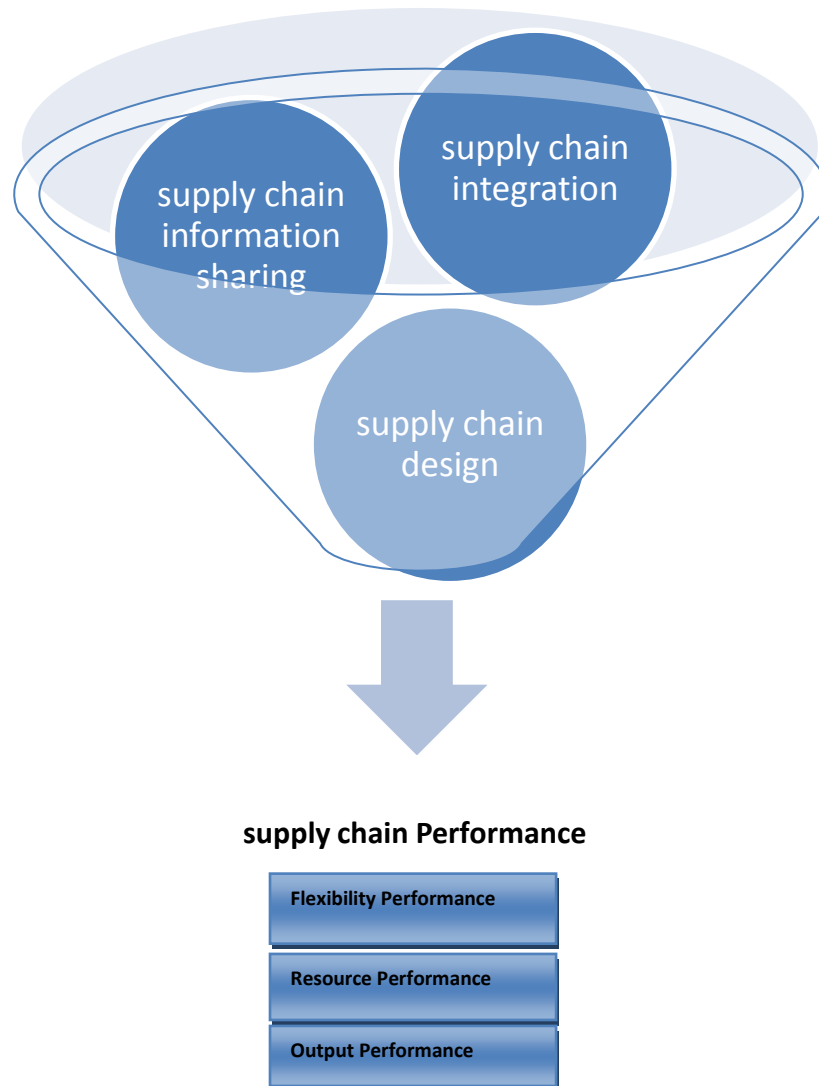 supply chain
integration
supply chain
information
sharing
supply chain
design
supply chain Performance
Flexibility Performance
Resource Performance
Output Performance